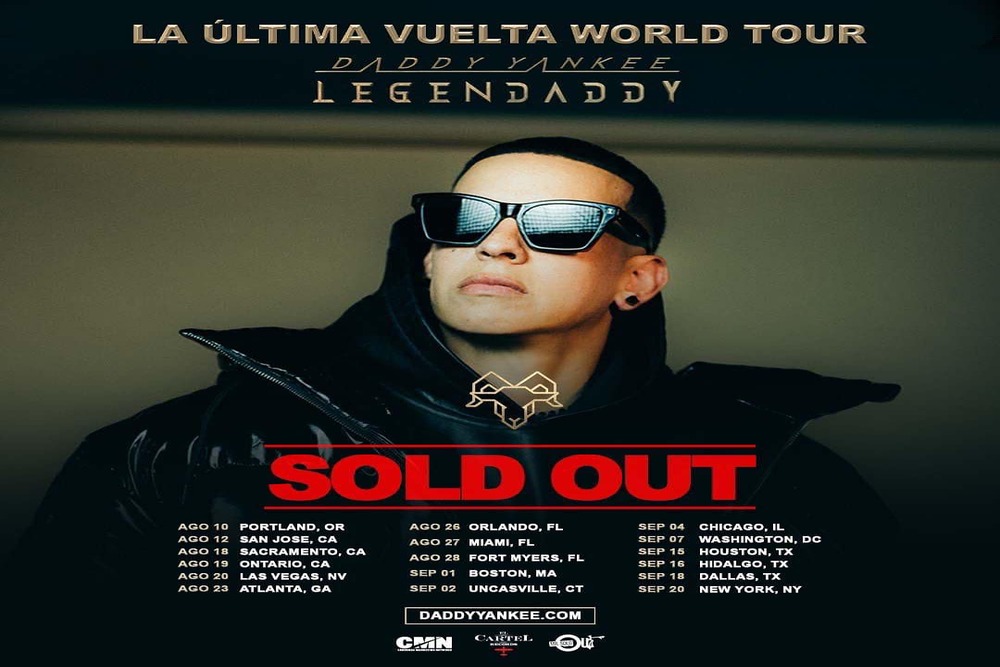 LA ÚLTIMA VUELTA WORLD TOUR
DADDY YANKEE
LEGENDADDY
SOLD OUT
AGO 10 PORTLAND, OR
AGO 12 SAN JOSE, CA
AGO 18 SACRAMENTO, CA
AGO 19 ONTARIO, CA
AGO 20 LAS VEGAS, NV
AGO 23 ATLANTA, GA
AGO 26 ORLANDO, FL
AGO 27 MIAMI, FL
AGO 28 FORT MYERS, FL
SEP 01 BOSTON, MA
SEP 02 UNCASVILLE, CT
SEP 04 CHICAGO, IL
SEP 07 WASHINGTON, DC
SEP 15 HOUSTON, TX
SEP 16 HIDALGO, TX
SEP 18 DALLAS, TX
SEP 20 NEW YORK, NY
DADDYYANKEE.COM
CMN
EL CARTEL
RECORDS